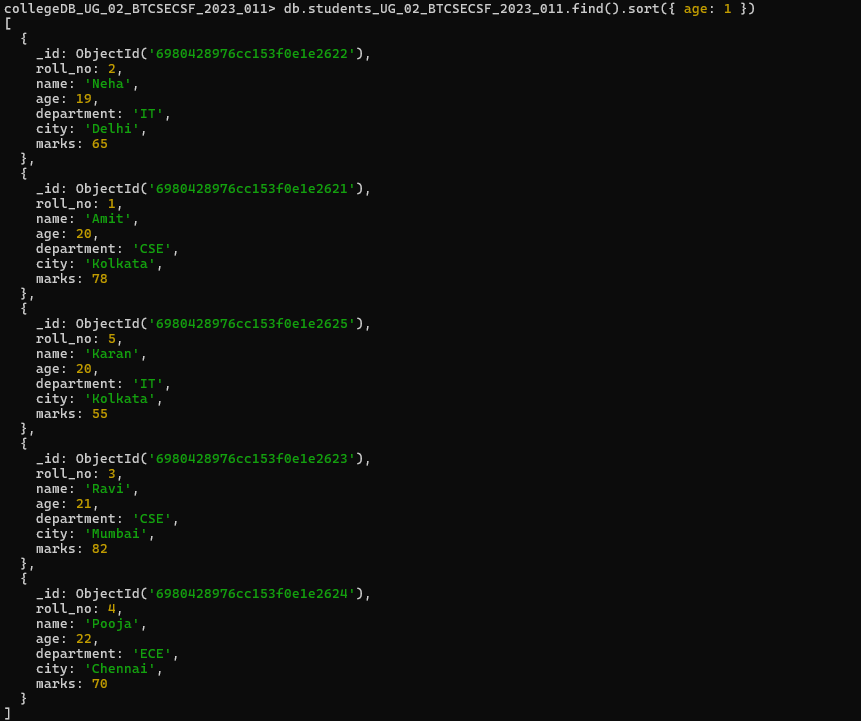 collegeDB_UG_02_BTCSECSF_2023_011> db.students_UG_02_BTCSECSF_2023_011.find().sort({ age: 1 })
[
  {
    _id: ObjectId('6980428976cc153f0e1e2622'),
    roll_no: 2,
    name: 'Neha',
    age: 19,
    department: 'IT',
    city: 'Delhi',
    marks: 65
  },
  {
    _id: ObjectId('6980428976cc153f0e1e2621'),
    roll_no: 1,
    name: 'Amit',
    age: 20,
    department: 'CSE',
    city: 'Kolkata',
    marks: 78
  },
  {
    _id: ObjectId('6980428976cc153f0e1e2625'),
    roll_no: 5,
    name: 'Karan',
    age: 20,
    department: 'IT',
    city: 'Kolkata',
    marks: 55
  },
  {
    _id: ObjectId('6980428976cc153f0e1e2623'),
    roll_no: 3,
    name: 'Ravi',
    age: 21,
    department: 'CSE',
    city: 'Mumbai',
    marks: 82
  },
  {
    _id: ObjectId('6980428976cc153f0e1e2624'),
    roll_no: 4,
    name: 'Pooja',
    age: 22,
    department: 'ECE',
    city: 'Chennai',
    marks: 70
  }
]